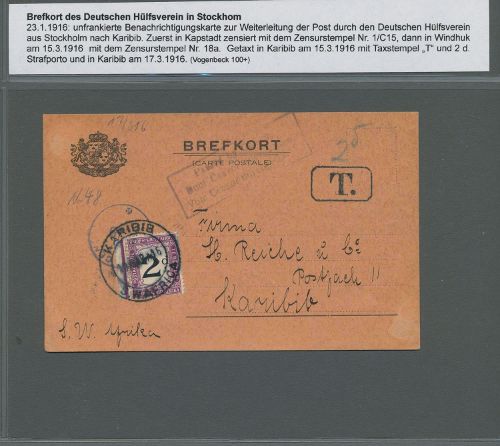 Brefkort des Deutschen Hülfsverein in Stockhom
23.1.1916: unfrankierte Benachrichtigungskarte zur Weiterleitung der Post durch den Deutschen Hülfsverein
aus Stockholm nach Karibib. Zuerst in Kapstadt zensiert mit dem Zensurstempel Nr. 1/C15, dann in Windhuk
am 15.3.1916 mit dem Zensurstempel Nr. 18a. Getaxt in Karibib am 15.3.1916 mit Taxstempel „T" und 2 d.
Strafporto und in Karibib am 17.3.1916. (Vogenbeck 100+)
BREFKORT
(CARTE POSTALE)
T.
KARIBIB
2
S.W. AFRICA
Firma
H. Reiche u Co
Postfach 11
Karibib
S. W. Afrika